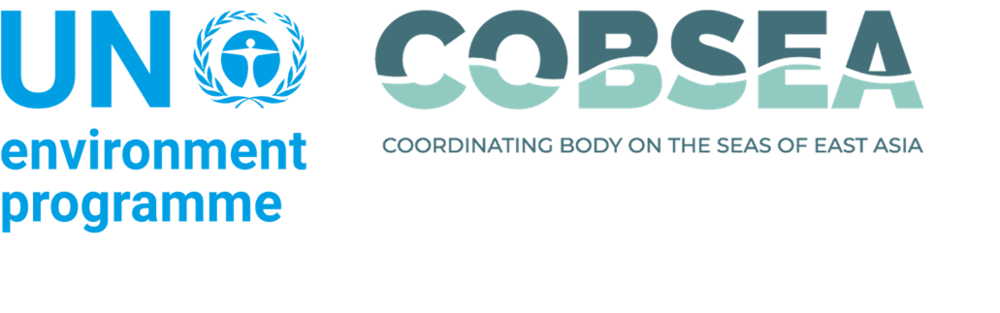 UN
environment
programme
COBSEA
COORDINATING BODY ON THE SEAS OF EAST ASIA